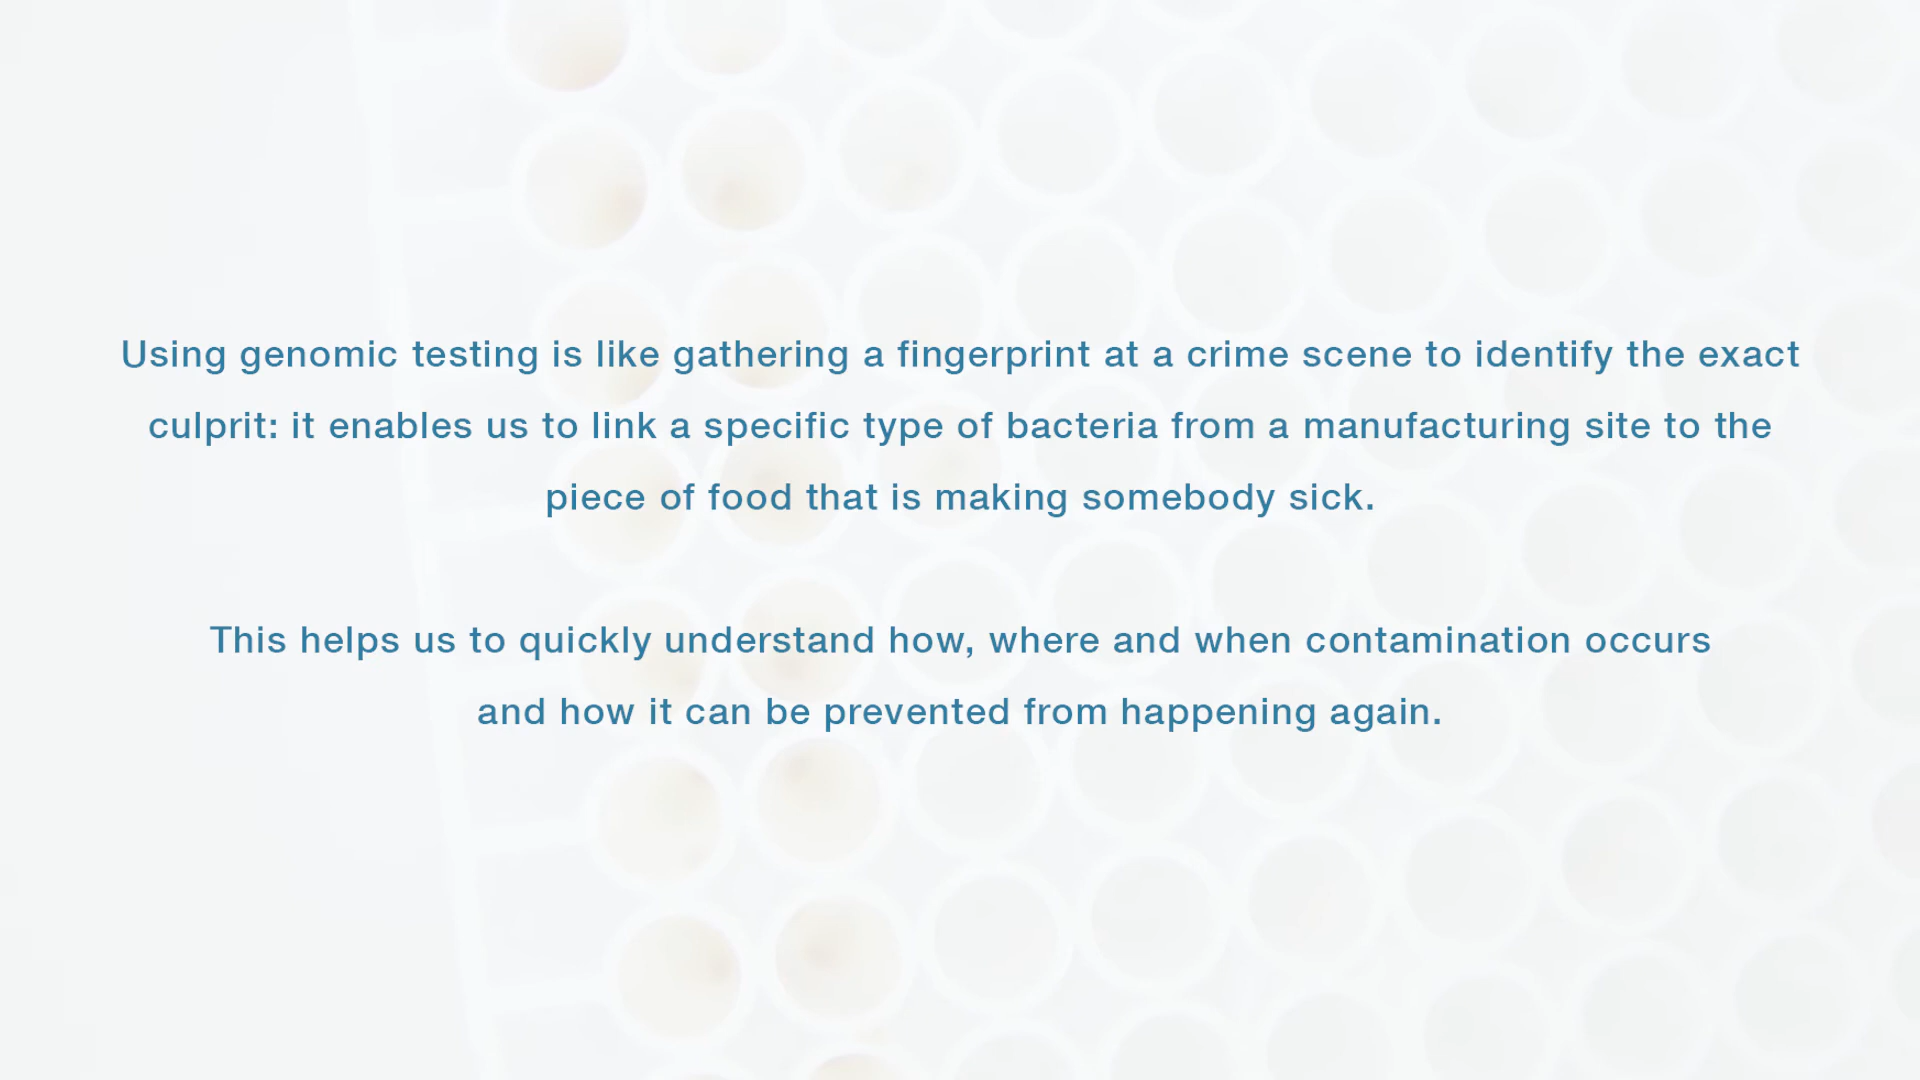 Using genomic testing is like gathering a fingerprint at a crime scene to identify the exact
culprit: it enables us to link a specific type of bacteria from a manufacturing site to the
piece of food that is making somebody sick.
This helps us to quickly understand how, where and when contamination occurs
and how it can be prevented from happening again.